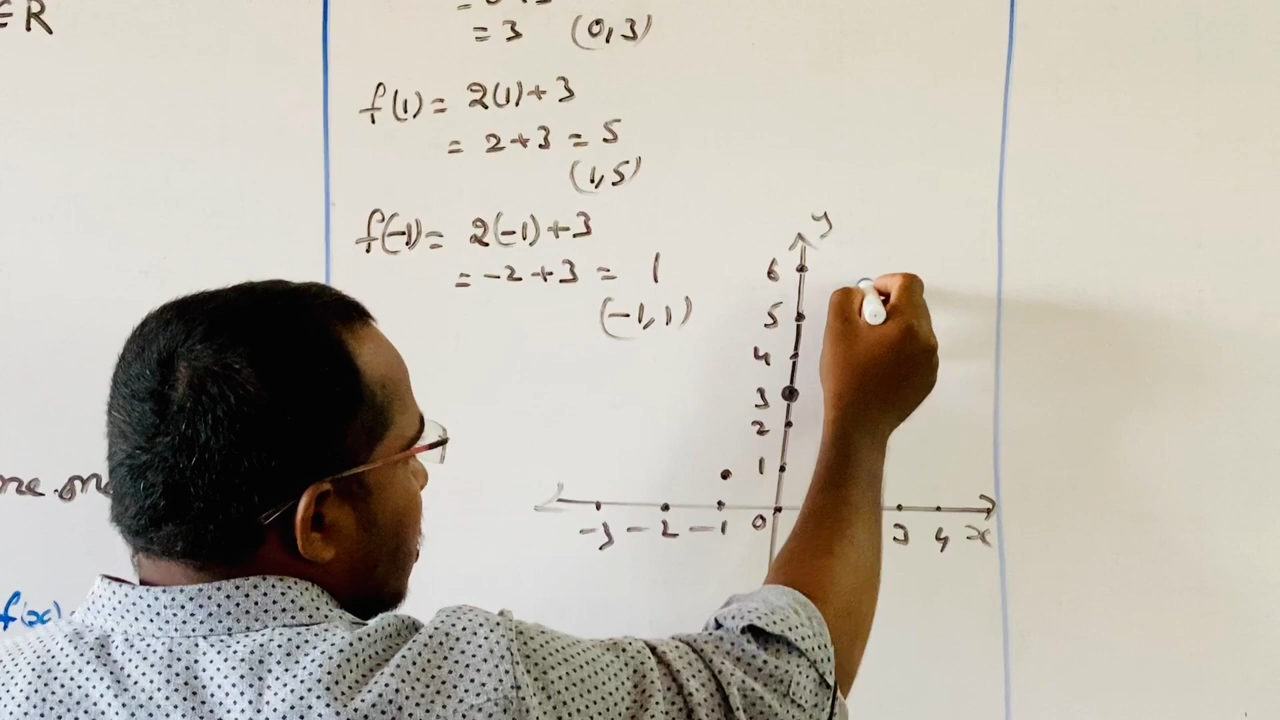 ∈ R
= 3 (0,3)
f(1) = 2(1)+3
= 2+3 = 5
(1,5)
f(-1) = 2(-1)+3
= -2+3 = 1
(-1,1)
y
6
5
4
3
2
1
-3 -2 -1 0 3 4 x
f(x)